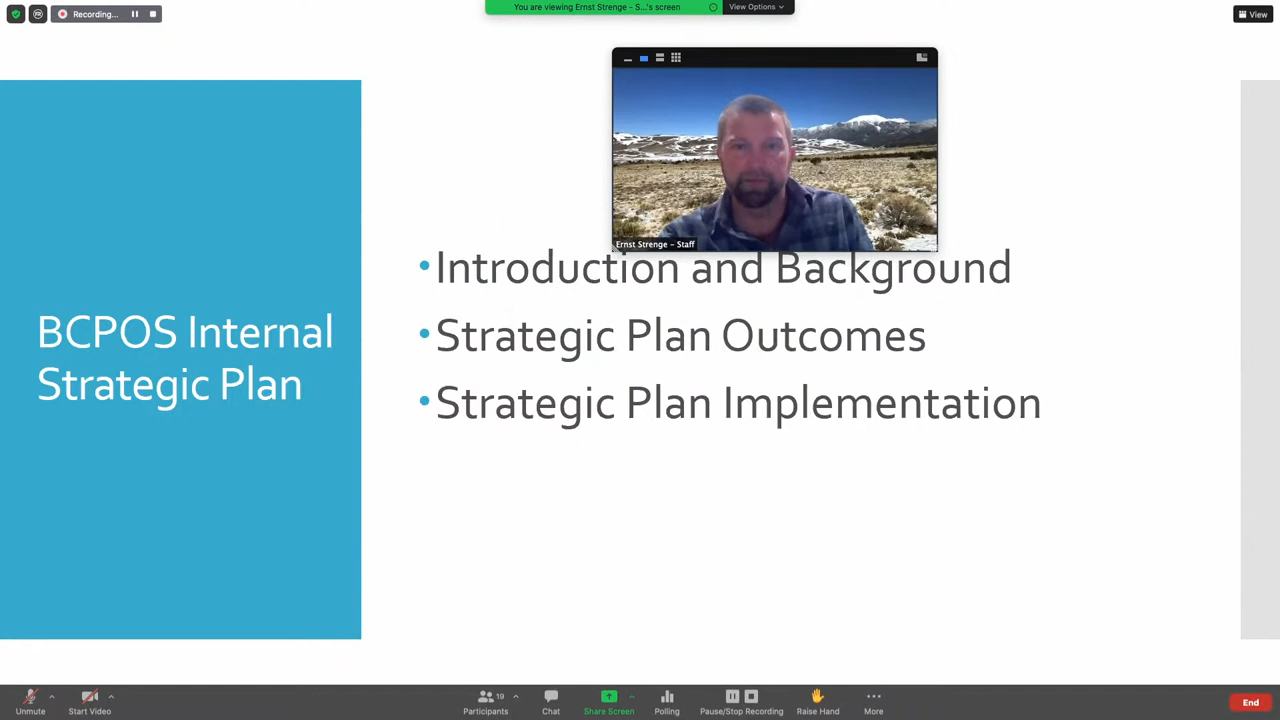 Recording...
You are viewing Ernst Strenge - S...'s screen
View Options
View
Ernst Strenge – Staff
BCPOS Internal
Strategic Plan
•Introduction and Background
•Strategic Plan Outcomes
•Strategic Plan Implementation
Unmute
Start Video
19
Participants
Chat
Share Screen
Polling
Pause/Stop Recording
Raise Hand
More
End